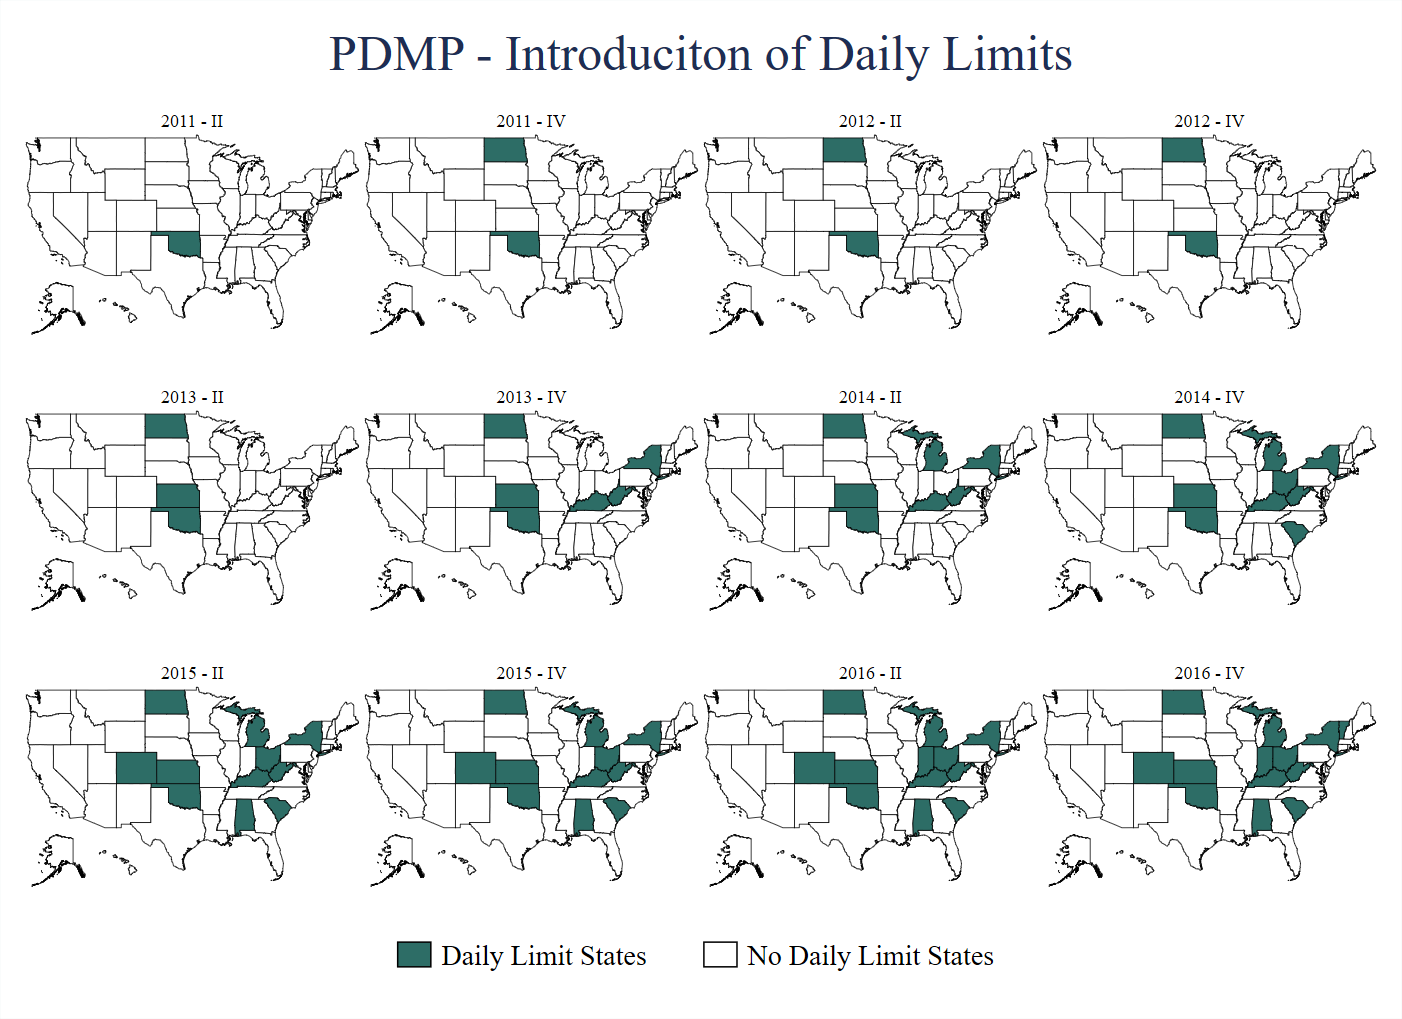 PDMP - Introduciton of Daily Limits
2011 - II
2011 - IV
2012 - II
2012 - IV
2013 - II
2013 - IV
2014 - II
2014 - IV
2015 - II
2015 - IV
2016 - II
2016 - IV
Daily Limit States
No Daily Limit States